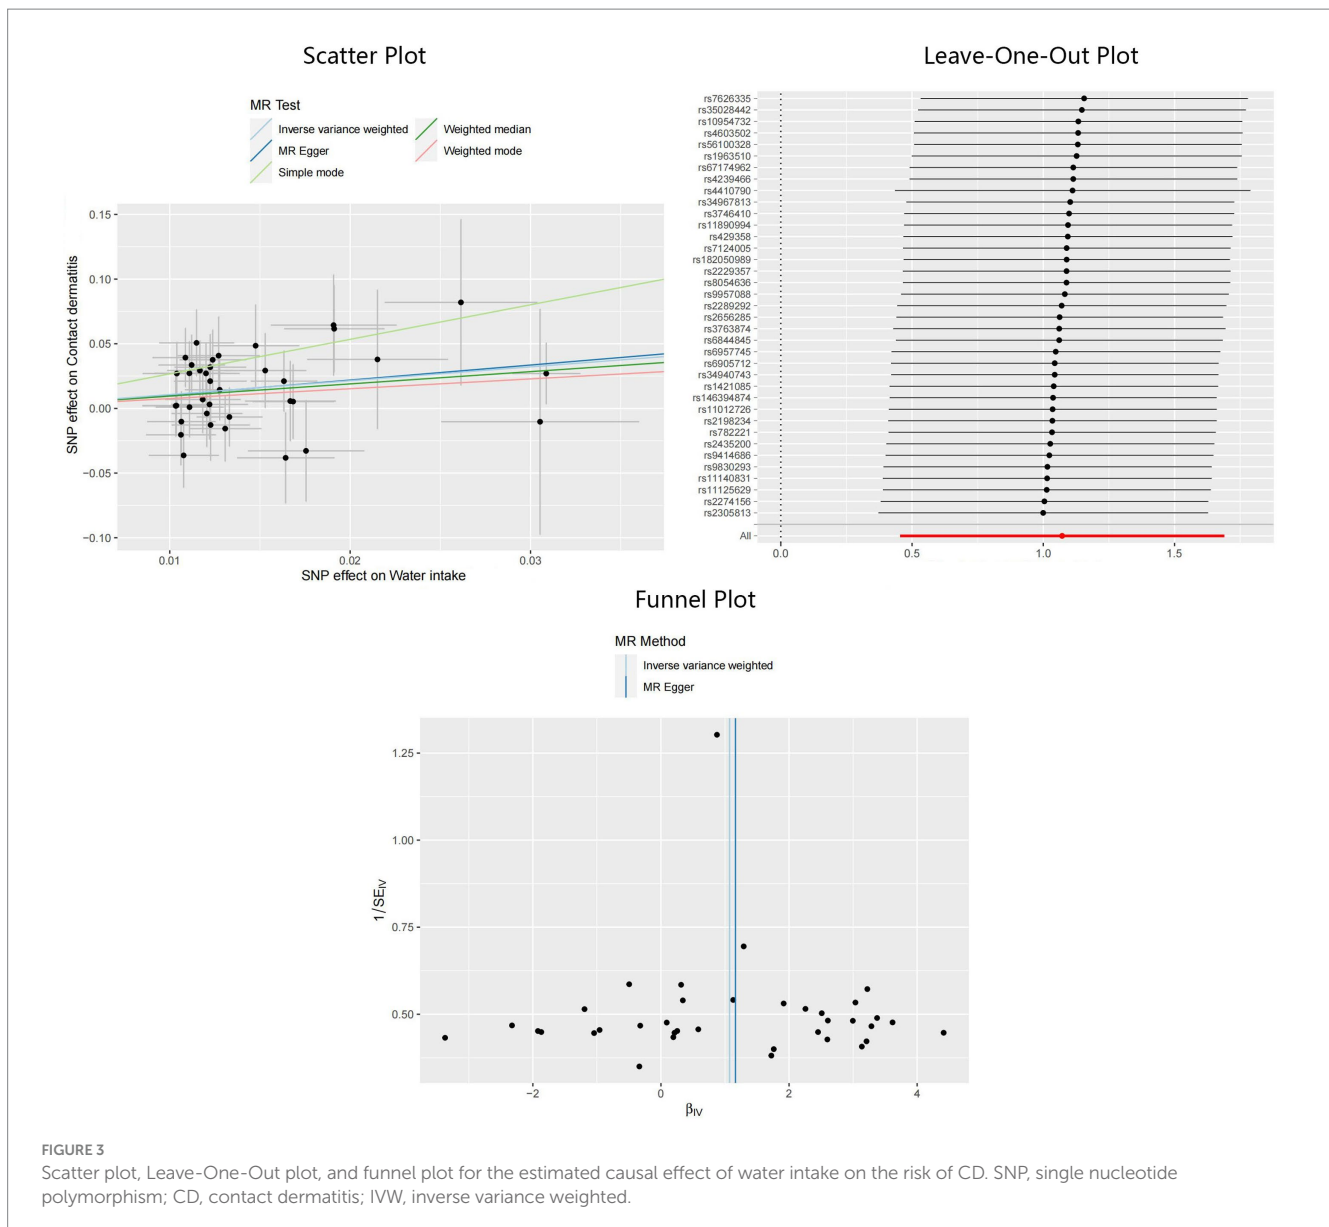 Scatter Plot
MR Test
Inverse variance weighted
MR Egger
Simple mode
Weighted median
Weighted mode
SNP effect on Contact dermatitis
0.15
0.10
0.05
0.00
−0.05
−0.10
0.01
0.02
0.03
SNP effect on Water intake
Leave-One-Out Plot
rs7626335
rs35028442
rs10954732
rs4603502
rs56100328
rs1963510
rs67174962
rs4239466
rs4410790
rs34967813
rs3746410
rs11890994
rs429358
rs7124005
rs182050989
rs2229357
rs8054636
rs9957088
rs2289292
rs2656285
rs3763874
rs6844845
rs6957745
rs6905712
rs34940743
rs1421085
rs146394874
rs11012726
rs2198234
rs782221
rs2435200
rs9414686
rs9830293
rs11140831
rs11125629
rs2274156
rs2305813
All
0.0
0.5
1.0
1.5
Funnel Plot
MR Method
Inverse variance weighted
MR Egger
1/SE_IV
1.25
1.00
0.75
0.50
−2
0
2
4
β_IV
FIGURE 3
Scatter plot, Leave-One-Out plot, and funnel plot for the estimated causal effect of water intake on the risk of CD. SNP, single nucleotide
polymorphism; CD, contact dermatitis; IVW, inverse variance weighted.